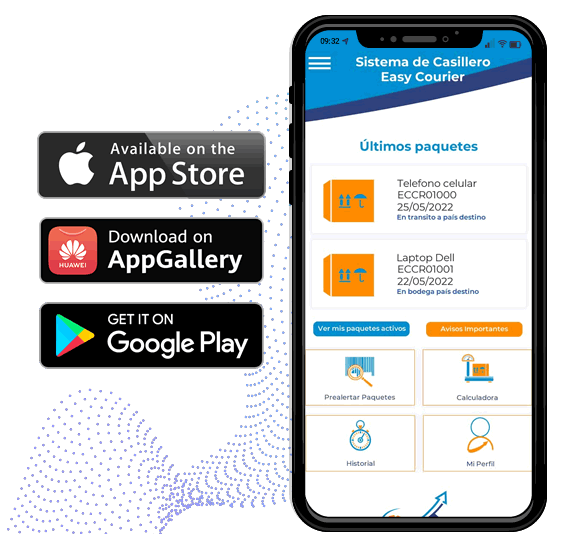 Available on the
App Store
HUAWEI
Download on
AppGallery
GET IT ON
Google Play
09:32
Sistema de Casillero
Easy Courier
Últimos paquetes
Telefono celular
ECCR01000
25/05/2022
En transito a país destino
Laptop Dell
ECCR01001
22/05/2022
En bodega país destino
Ver mis paquetes activos
Avisos Importantes
Prealertar Paquetes
Calculadora
Historial
Mi Perfil